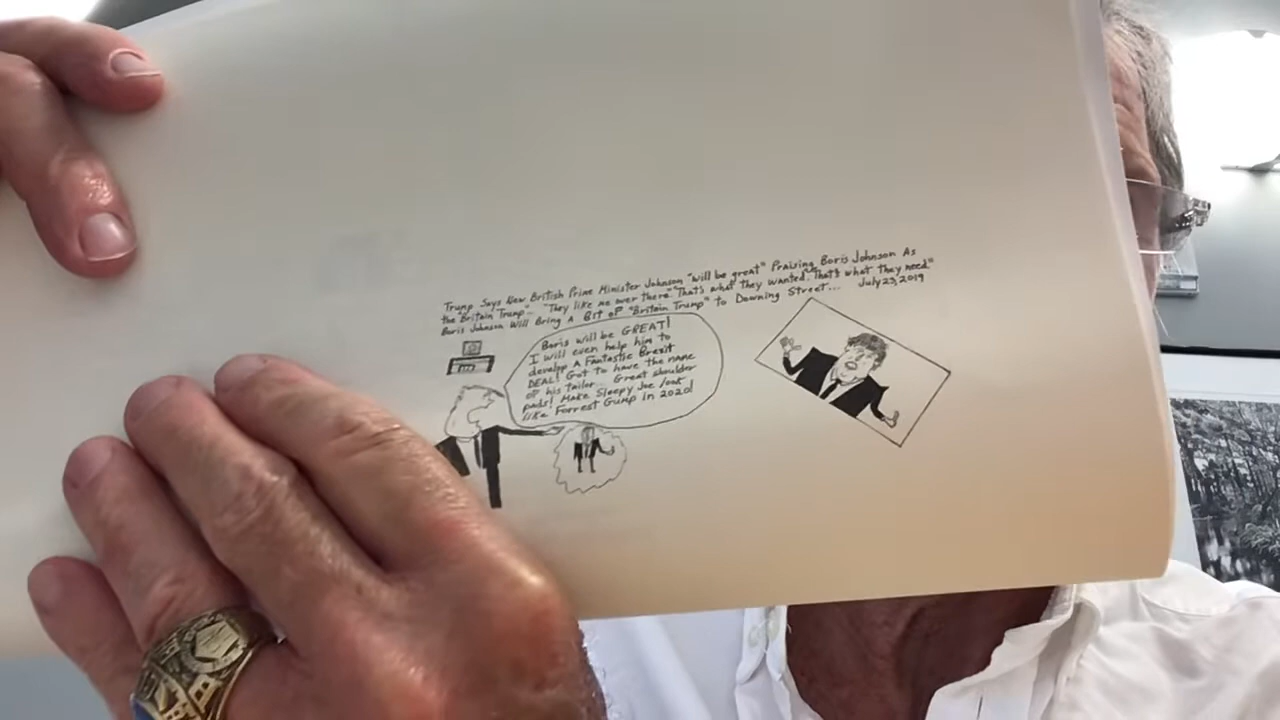 Trump Says New British Prime Minister Johnson "will be great" Praising Boris Johnson As
the Britain Trump"... "They like me over there" "That's what they wanted." That's what they need"
Boris Johnson Will Bring A Bit of "Britain Trump" to Downing Street... July 23, 2019
Boris will be GREAT!
I will even help him to
develop a Fantastic Brexit
DEAL! Got to have the name
of his tailor... Great shoulder
pads! Make Sleepy Joe look
like Forrest Gump in 2020!